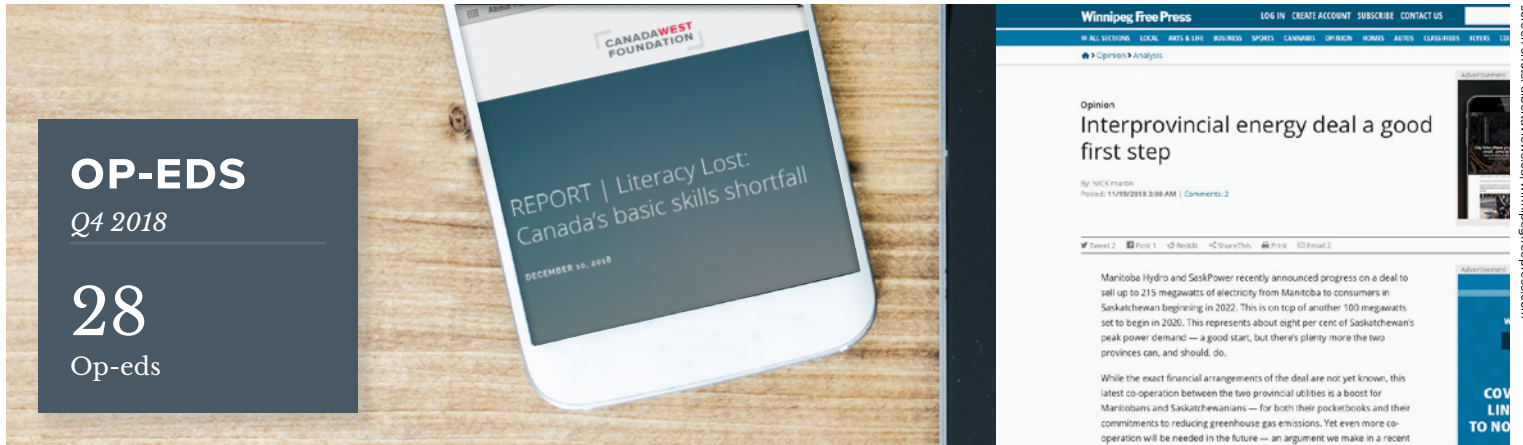 OP-EDS
Q4 2018
28
Op-eds
About
CANADAWEST
FOUNDATION
REPORT | Literacy Lost:
Canada's basic skills shortfall
DECEMBER 10, 2018
Winnipeg Free Press
LOG IN CREATE ACCOUNT SUBSCRIBE CONTACT US
ALL SECTIONS LOCAL ARTS & LIFE BUSINESS SPORTS CANNABIS OPINION HOMES AUTOS CLASSIFIEDS FLYERS
Opinion > Analysis
Advertisement
Opinion
Interprovincial energy deal a good
first step
By: NICK martin
Posted: 11/19/2018 3:00 AM | Comments: 2
Tweet 2 Post 1 Reddit ShareThis Print Email 2
Advertisement
Manitoba Hydro and SaskPower recently announced progress on a deal to
sell up to 215 megawatts of electricity from Manitoba to consumers in
Saskatchewan beginning in 2022. This is on top of another 100 megawatts
set to begin in 2020. This represents about eight per cent of Saskatchewan's
peak power demand — a good start, but there's plenty more the two
provinces can, and should, do.
While the exact financial arrangements of the deal are not yet known, this
latest co-operation between the two provincial utilities is a boost for
Manitobans and Saskatchewanians — for both their pocketbooks and their
commitments to reducing greenhouse gas emissions. Yet even more co-
operation will be needed in the future — an argument we make in a recent
COV
LIN
TO NO